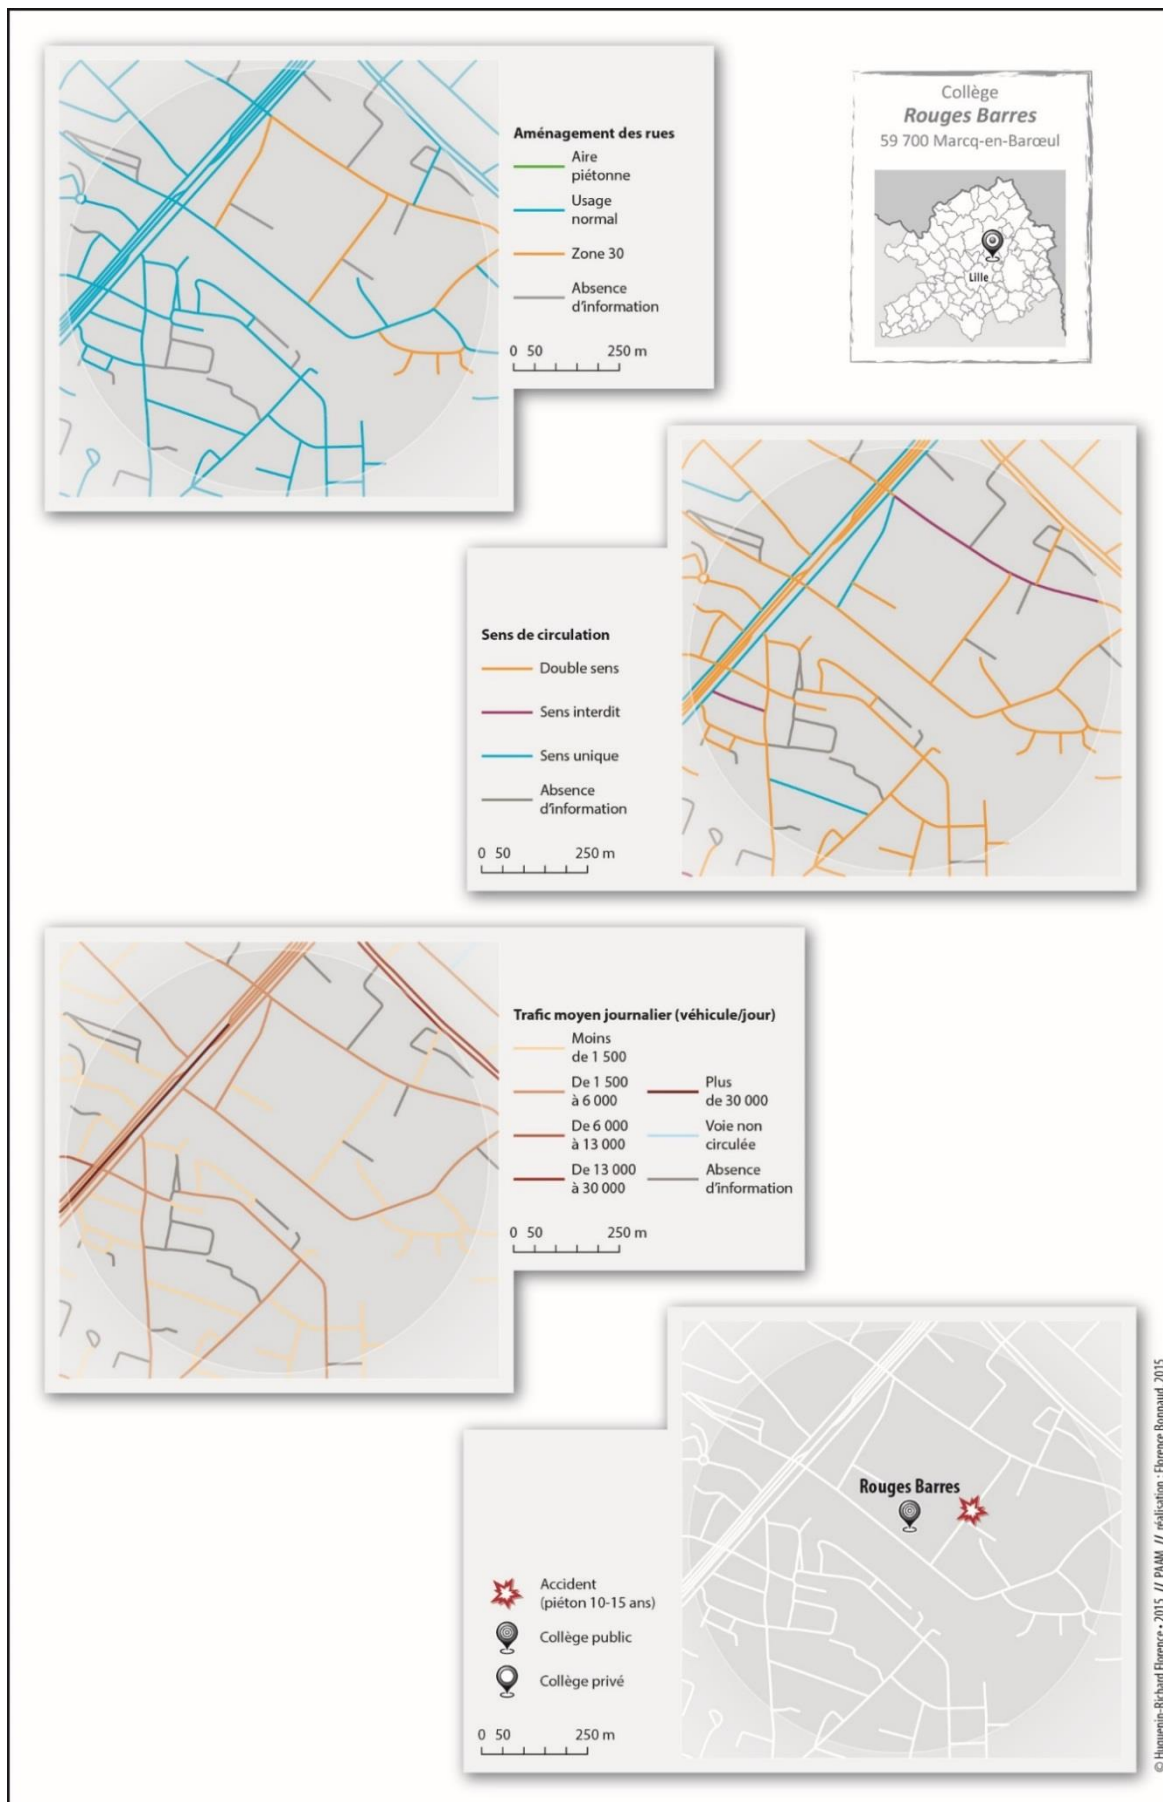 Collège
Rouges Barres
59 700 Marcq-en-Barœul
Lille
Aménagement des rues
Aire
piétonne
Usage
normal
Zone 30
Absence
d'information
0 50 250 m
Sens de circulation
Double sens
Sens interdit
Sens unique
Absence
d'information
0 50 250 m
Trafic moyen journalier (véhicule/jour)
Moins
de 1 500
De 1 500
à 6 000
De 6 000
à 13 000
De 13 000
à 30 000
Plus
de 30 000
Voie non
circulée
Absence
d'information
0 50 250 m
Rouges Barres
Accident
(piéton 10-15 ans)
Collège public
Collège privé
0 50 250 m
© Huguenin-Richard Florence • 2015 // PAAM // réalisation : Florence Bonnaud, 2015